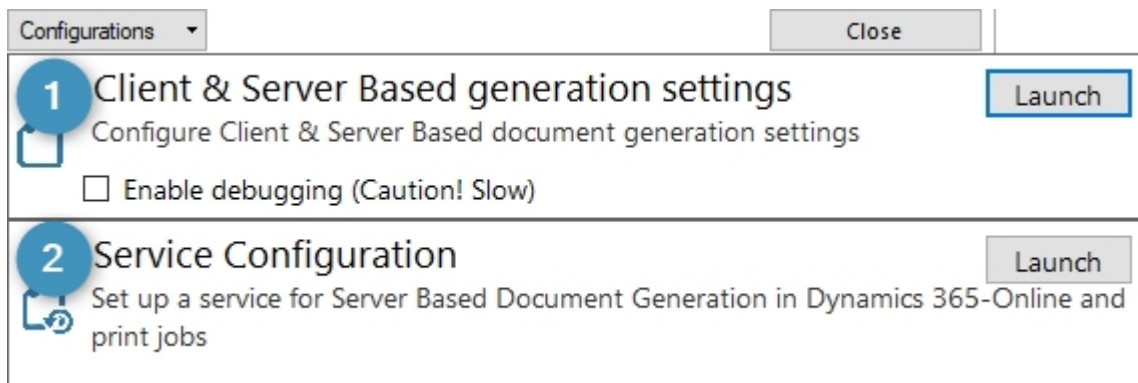 Configurations
Close
1
Client & Server Based generation settings
Launch
Configure Client & Server Based document generation settings
Enable debugging (Caution! Slow)
2
Service Configuration
Launch
Set up a service for Server Based Document Generation in Dynamics 365-Online and
print jobs